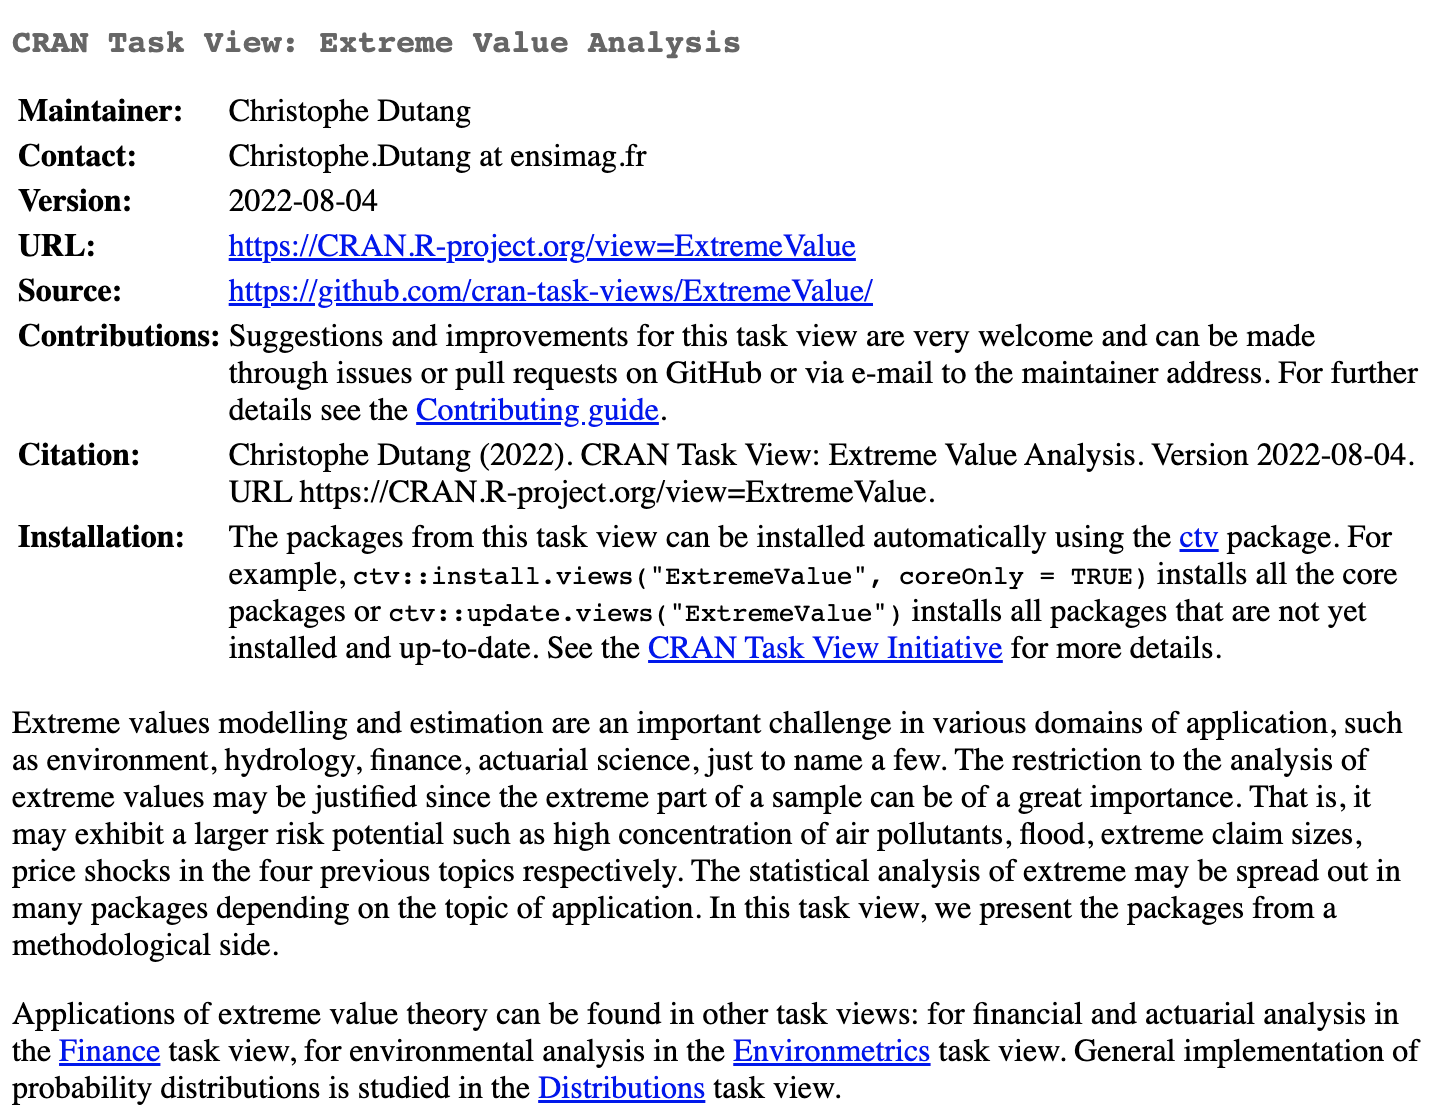 CRAN Task View: Extreme Value Analysis
Maintainer: Christophe Dutang
Contact: Christophe.Dutang at ensimag.fr
Version: 2022-08-04
URL: https://CRAN.R-project.org/view=ExtremeValue
Source: https://github.com/cran-task-views/ExtremeValue/
Contributions: Suggestions and improvements for this task view are very welcome and can be made
through issues or pull requests on GitHub or via e-mail to the maintainer address. For further
details see the Contributing guide.
Citation: Christophe Dutang (2022). CRAN Task View: Extreme Value Analysis. Version 2022-08-04.
URL https://CRAN.R-project.org/view=ExtremeValue.
Installation: The packages from this task view can be installed automatically using the ctv package. For
example, ctv::install.views("ExtremeValue", coreOnly = TRUE) installs all the core
packages or ctv::update.views("ExtremeValue") installs all packages that are not yet
installed and up-to-date. See the CRAN Task View Initiative for more details.
Extreme values modelling and estimation are an important challenge in various domains of application, such
as environment, hydrology, finance, actuarial science, just to name a few. The restriction to the analysis of
extreme values may be justified since the extreme part of a sample can be of a great importance. That is, it
may exhibit a larger risk potential such as high concentration of air pollutants, flood, extreme claim sizes,
price shocks in the four previous topics respectively. The statistical analysis of extreme may be spread out in
many packages depending on the topic of application. In this task view, we present the packages from a
methodological side.
Applications of extreme value theory can be found in other task views: for financial and actuarial analysis in
the Finance task view, for environmental analysis in the Environmetrics task view. General implementation of
probability distributions is studied in the Distributions task view.